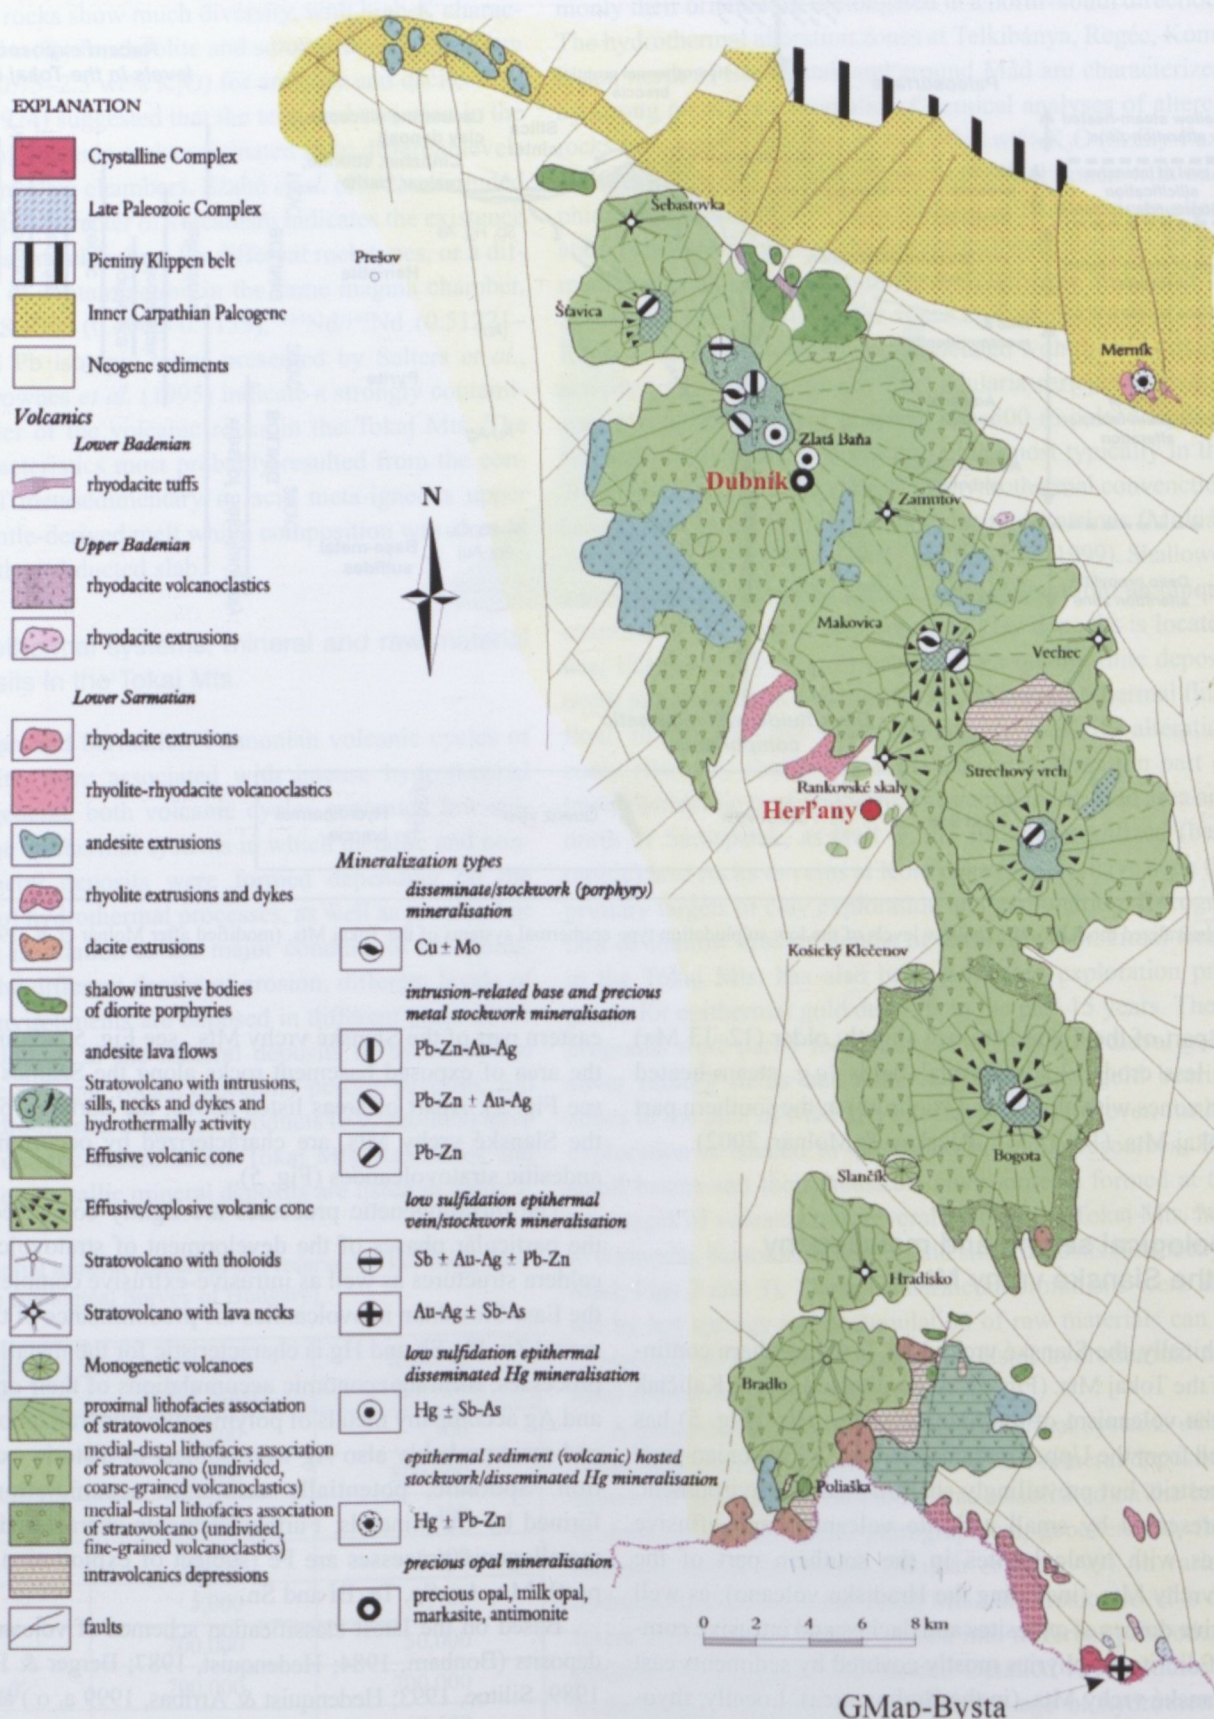 EXPLANATION
Crystalline Complex
Late Paleozoic Complex
Pieniny Klippen belt
Inner Carpathian Palcogene
Neogene sediments
Volcanics
Lower Badenian
rhyodacite tuffs
Upper Badenian
rhyodacite volcanoclastics
rhyodacite extrusions
Lower Sarmatian
rhyodacite extrusions
rhyolite-rhyodacite volcanoclastics
andesite extrusions
rhyolite extrusions and dykes
dacite extrusions
shalow intrusive bodies
of diorite porphyries
andesite lava flows
Stratovolcano with intrusions,
sills, necks and dykes and
hydrothermally activity
Effusive volcanic cone
Effusive/explosive volcanic cone
Stratovolcano with tholoids
Stratovolcano with lava necks
Monogenetic volcanoes
proximal lithofacies association
of stratovolcanoes
medial-distal lithofacies association
of stratovolcano (undivided,
coarse-grained volcanoclastics)
medial-distal lithofacies association
of stratovolcano (undivided,
fine-grained volcanoclastics)
intravolcanics depressions
faults
Mineralization types
disseminate/stockwork (porphyry)
mineralisation
Cu ± Mo
intrusion-related base and precious
metal stockwork mineralisation
Pb-Zn-Au-Ag
Pb-Zn ± Au-Ag
Pb-Zn
low sulfidation epithermal
vein/stockwork mineralisation
Sb ± Au-Ag ± Pb-Zn
Au-Ag ± Sb-As
low sulfidation epithermal
disseminated Hg mineralisation
Hg ± Sb-As
epithermal sediment (volcanic) hosted
stockwork/disseminated Hg mineralisation
Hg ± Pb-Zn
precious opal mineralisation
precious opal, milk opal,
markasite, antimonite
N
Prešov
Šebastovka
Šťavica
Merník
Zlatá Baňa
Dubník
Zamutov
Makovica
Vechec
Strechový vrch
Rankovské skaly
Herľany
Košický Klečenov
Bogota
Slančík
Hradisko
Bradlo
Poliaška
0 2 4 6 8 km
GMap-Bysta